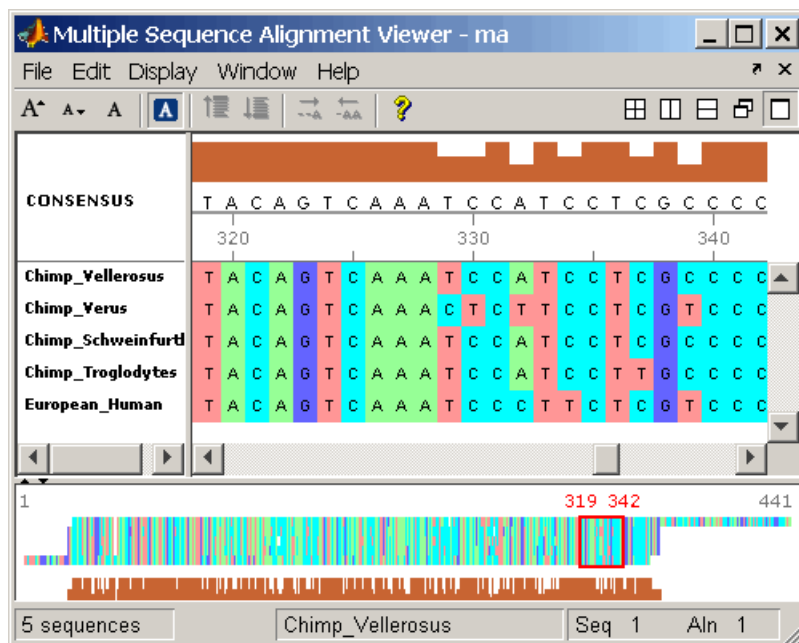 Multiple Sequence Alignment Viewer - ma
File Edit Display Window Help
A A A A --A -AA ?
CONSENSUS T A C A G T C A A A T C C A T C C T C G C C C C
320 330 340
Chimp_Vellerosus T A C A G T C A A A T C C A T C C T C G C C C C
Chimp_Verus T A C A G T C A A A C T C T T C C T C G T C C C
Chimp_Schweinfurtl T A C A G T C A A A T C C A T C C T C G C C C C
Chimp_Troglodytes T A C A G T C A A A T C C A T C C T T G C C C C
European_Human T A C A G T C A A A T C C C T T C T C G T C C C
1 319 342 441
5 sequences Chimp_Vellerosus Seq 1 Aln 1